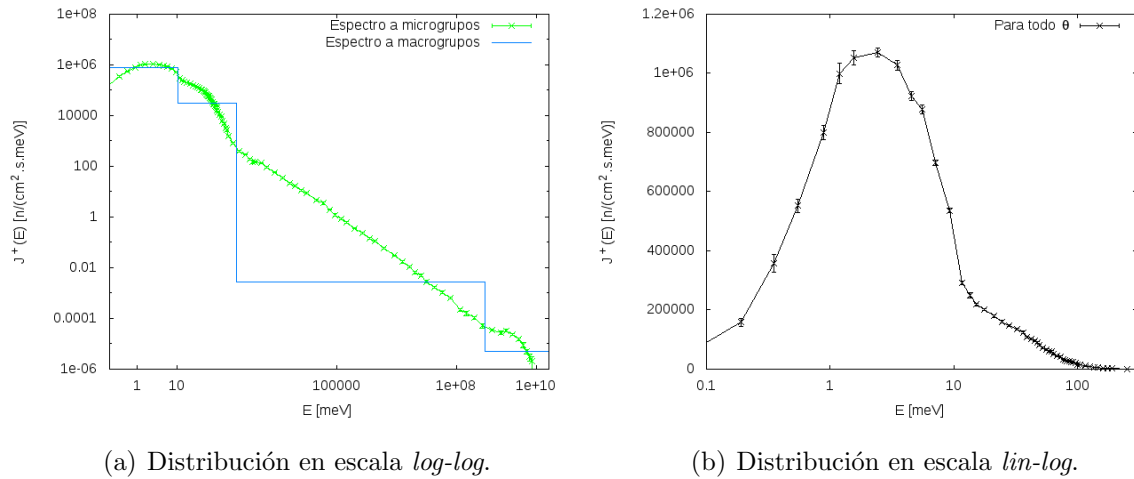 1e+08
1e+06
10000
100
1
0.01
0.0001
1e-06
J⁺(E) [n/(cm².s.meV)]
Espectro a microgrupos
Espectro a macrogrupos
1 10 100000 1e+08 1e+10
E [meV]
(a) Distribución en escala log-log.
1.2e+06
1e+06
800000
600000
400000
200000
0
J⁺(E) [n/(cm².s.meV)]
Para todo θ
0.1 1 10 100
E [meV]
(b) Distribución en escala lin-log.